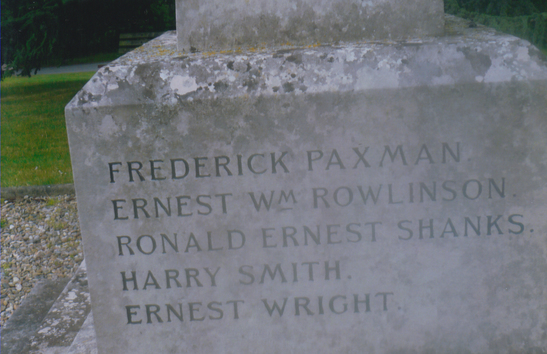 FREDERICK PAXMAN.
ERNEST Wᴹ ROWLINSON.
RONALD ERNEST SHANKS.
HARRY SMITH.
ERNEST WRIGHT.